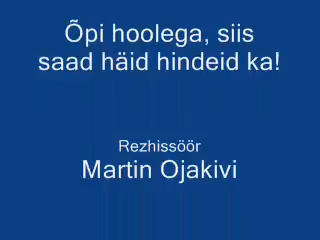 Õpi hoolega, siis
saad häid hindeid ka!
Rezhissöör
Martin Ojakivi